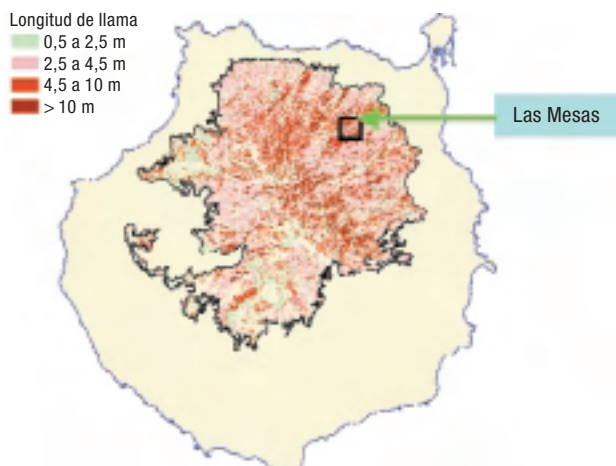 Longitud de llama
0,5 a 2,5 m
2,5 a 4,5 m
4,5 a 10 m
> 10 m
Las Mesas